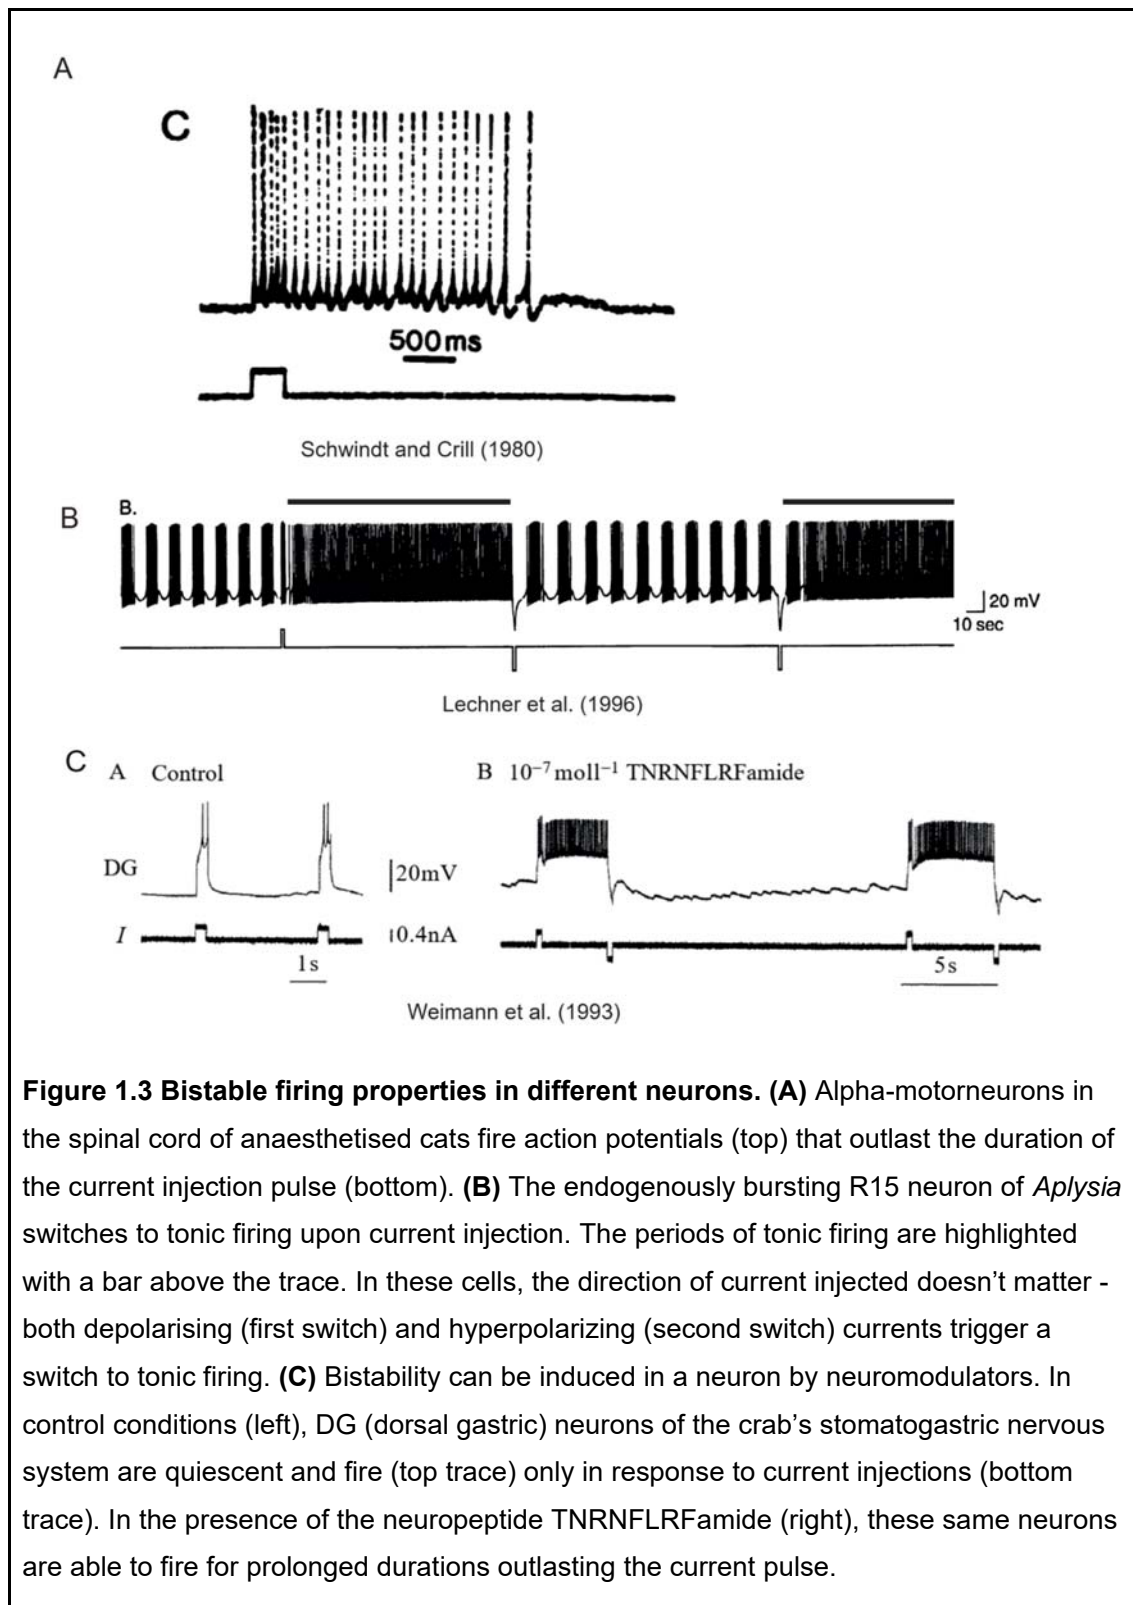 A
C
500ms
Schwindt and Crill (1980)
B
B.
20 mV
10 sec
Lechner et al. (1996)
C
A Control
B 10⁻⁷ moll⁻¹ TNRNFLRFamide
DG
20mV
I
0.4nA
1s
5s
Weimann et al. (1993)
Figure 1.3 Bistable firing properties in different neurons. (A) Alpha-motorneurons in
the spinal cord of anaesthetised cats fire action potentials (top) that outlast the duration of
the current injection pulse (bottom). (B) The endogenously bursting R15 neuron of Aplysia
switches to tonic firing upon current injection. The periods of tonic firing are highlighted
with a bar above the trace. In these cells, the direction of current injected doesn’t matter -
both depolarising (first switch) and hyperpolarizing (second switch) currents trigger a
switch to tonic firing. (C) Bistability can be induced in a neuron by neuromodulators. In
control conditions (left), DG (dorsal gastric) neurons of the crab’s stomatogastric nervous
system are quiescent and fire (top trace) only in response to current injections (bottom
trace). In the presence of the neuropeptide TNRNFLRFamide (right), these same neurons
are able to fire for prolonged durations outlasting the current pulse.